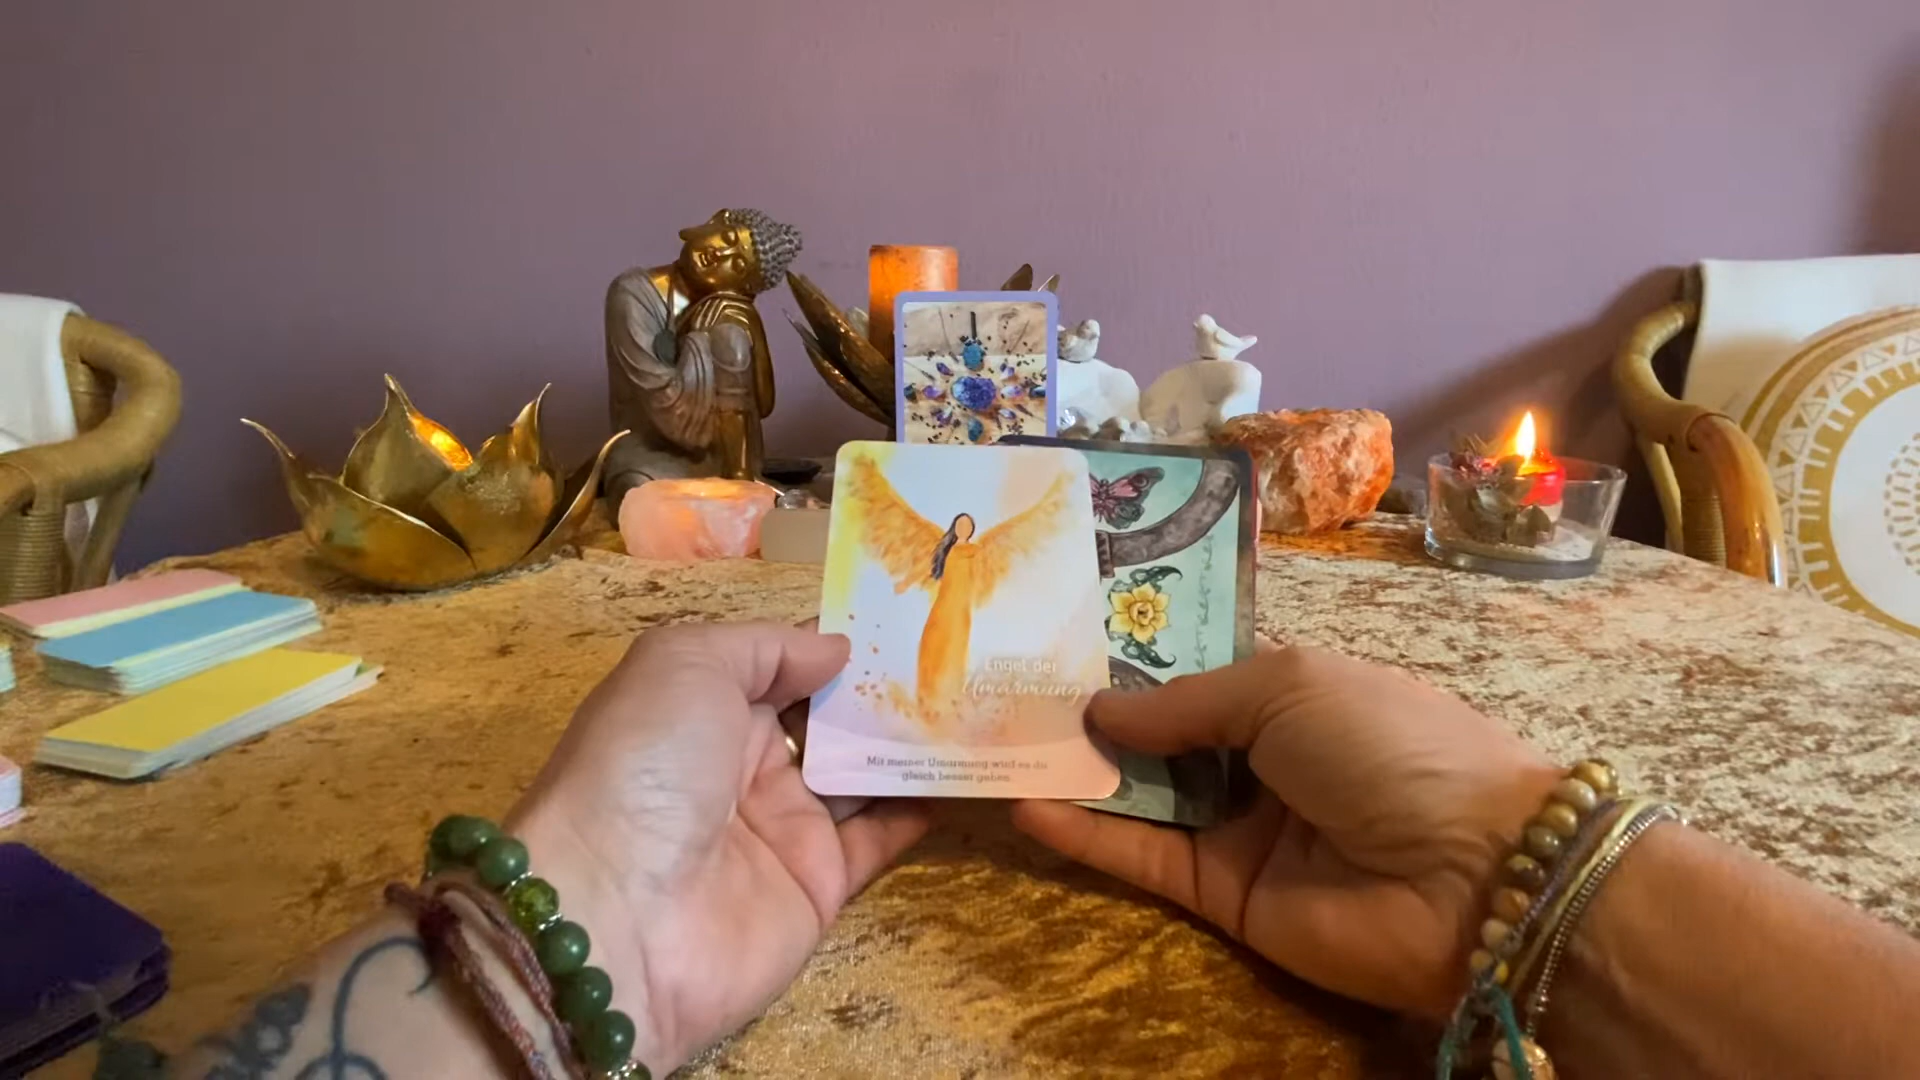 Engel der
Umarmung
Mit meiner Umarmung wird es dir
gleich besser gehen